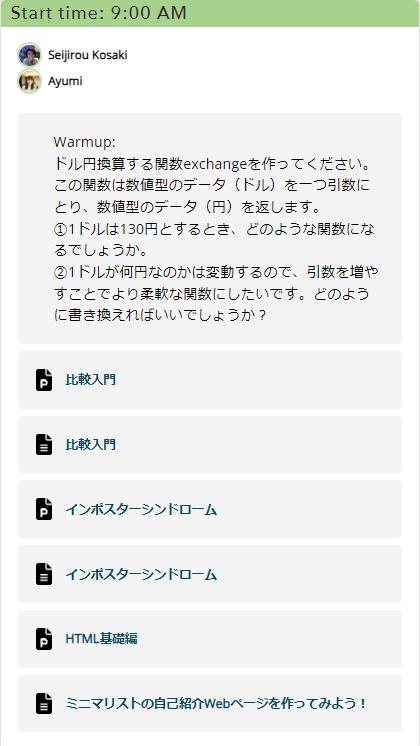 Start time: 9:00 AM
Seijirou Kosaki
Ayumi
Warmup:
ドル円換算する関数exchangeを作ってください。
この関数は数値型のデータ（ドル）を一つ引数に
とり、数値型のデータ（円）を返します。
①1ドルは130円とするとき、どのような関数にな
るでしょうか。
②1ドルが何円なのかは変動するので、引数を増や
すことでより柔軟な関数にしたいです。どのよう
に書き換えればいいでしょうか？
比較入門
比較入門
インポスターシンドローム
インポスターシンドローム
HTML基礎編
ミニマリストの自己紹介Webページを作ってみよう！